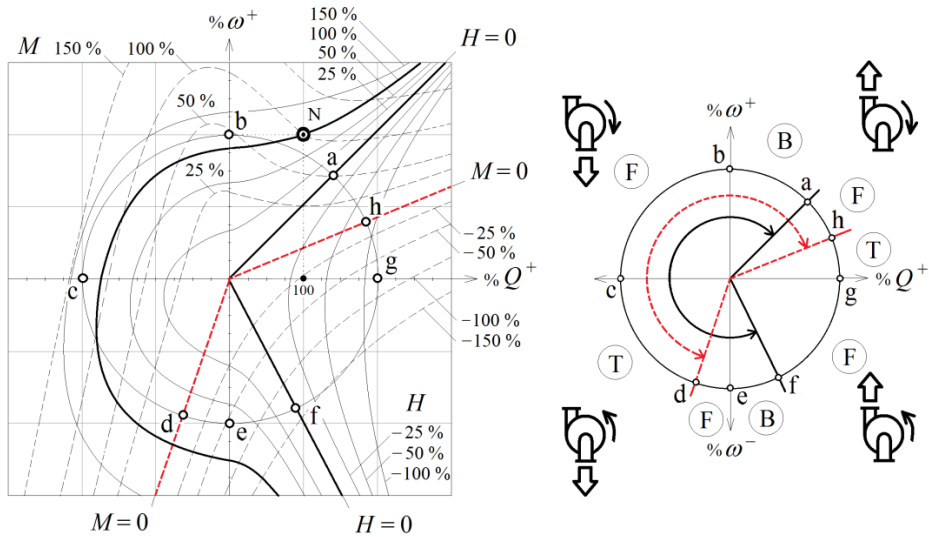 % ω⁺
150 %
100 %
50 %
25 %
H = 0
M
150 %
100 %
50 %
25 %
b
N
a
h
M = 0
−25 %
−50 %
c
g
100
% Q⁺
−100 %
−150 %
d
e
f
H
−25 %
−50 %
−100 %
M = 0
H = 0
% ω⁺
b
B
a
F
F
h
T
c
g
% Q⁺
T
F
d
e
f
F
B
% ω⁻